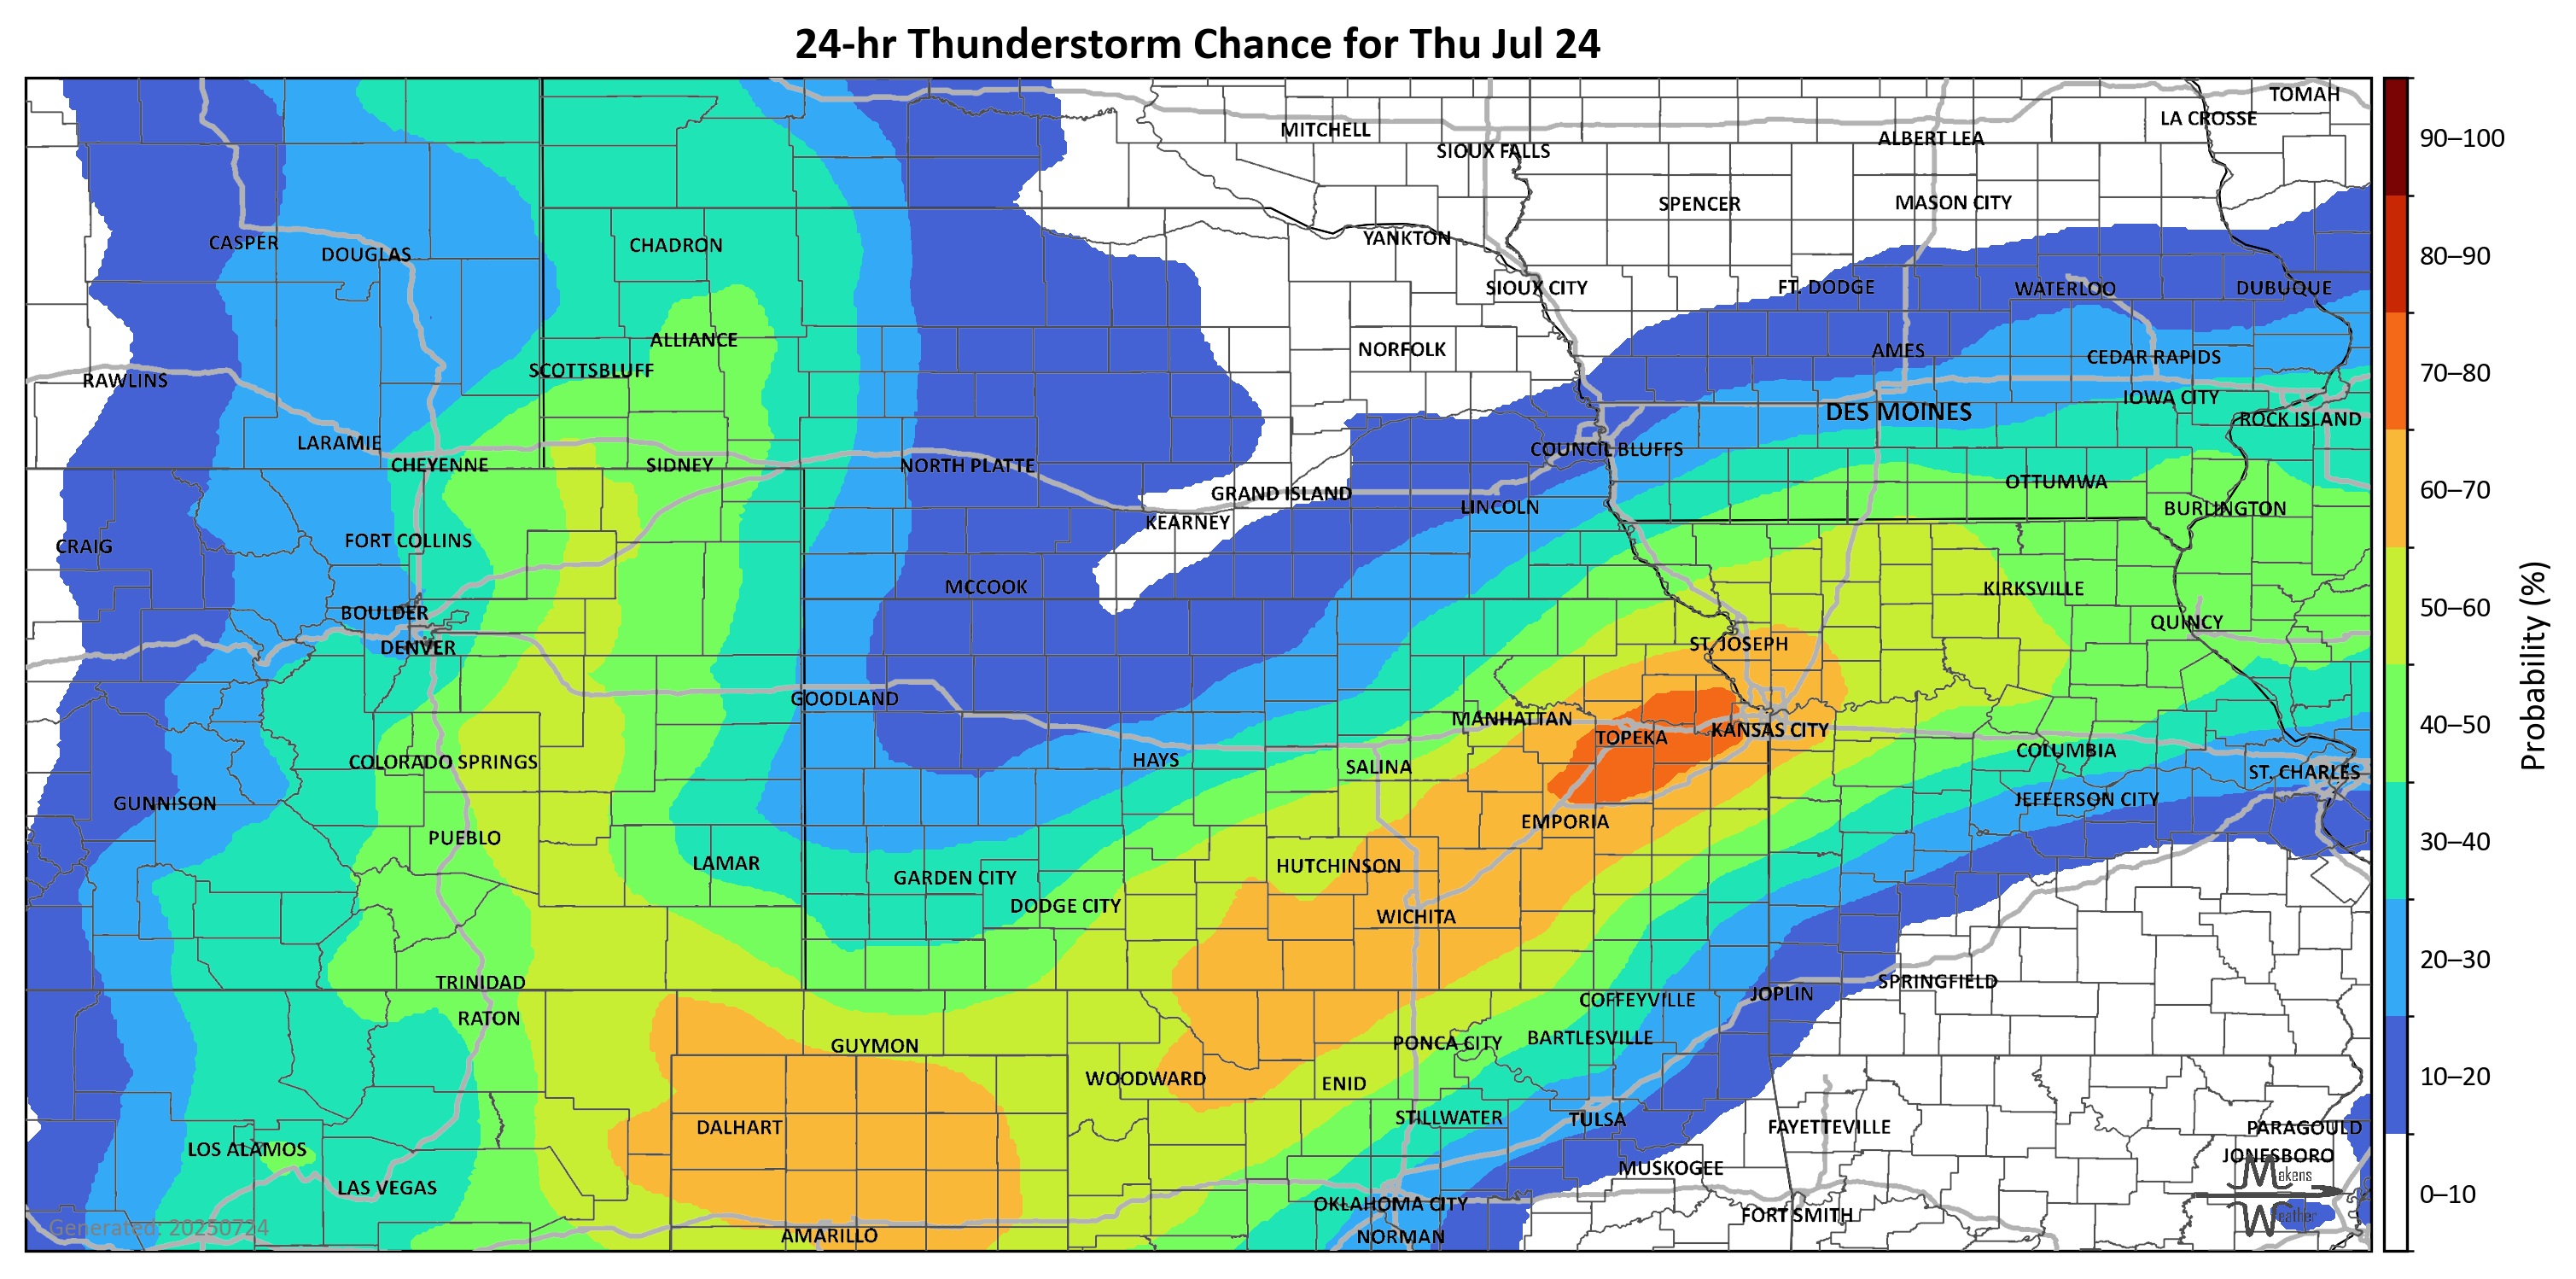 24-hr Thunderstorm Chance for Thu Jul 24
TOMAH
LA CROSSE
MITCHELL
ALBERT LEA
SIOUX FALLS
SPENCER
MASON CITY
YANKTON
CASPER
CHADRON
DOUGLAS
SIOUX CITY
FT. DODGE
WATERLOO
DUBUQUE
ALLIANCE
NORFOLK
AMES
CEDAR RAPIDS
SCOTTSBLUFF
RAWLINS
IOWA CITY
DES MOINES
ROCK ISLAND
LARAMIE
COUNCIL BLUFFS
CHEYENNE
SIDNEY
NORTH PLATTE
OTTUMWA
GRAND ISLAND
LINCOLN
BURLINGTON
KEARNEY
FORT COLLINS
CRAIG
MCCOOK
KIRKSVILLE
BOULDER
QUINCY
DENVER
ST. JOSEPH
GOODLAND
MANHATTAN
KANSAS CITY
TOPEKA
COLUMBIA
COLORADO SPRINGS
HAYS
SALINA
ST. CHARLES
GUNNISON
JEFFERSON CITY
EMPORIA
PUEBLO
LAMAR
HUTCHINSON
GARDEN CITY
DODGE CITY
WICHITA
TRINIDAD
SPRINGFIELD
JOPLIN
COFFEYVILLE
RATON
BARTLESVILLE
GUYMON
PONCA CITY
WOODWARD
ENID
STILLWATER
TULSA
DALHART
FAYETTEVILLE
PARAGOULD
LOS ALAMOS
JONESBORO
MUSKOGEE
LAS VEGAS
OKLAHOMA CITY
FORT SMITH
AMARILLO
NORMAN
Generated: 20250724
Makens
Weather
90–100
80–90
70–80
60–70
50–60
40–50
30–40
20–30
10–20
0–10
Probability (%)